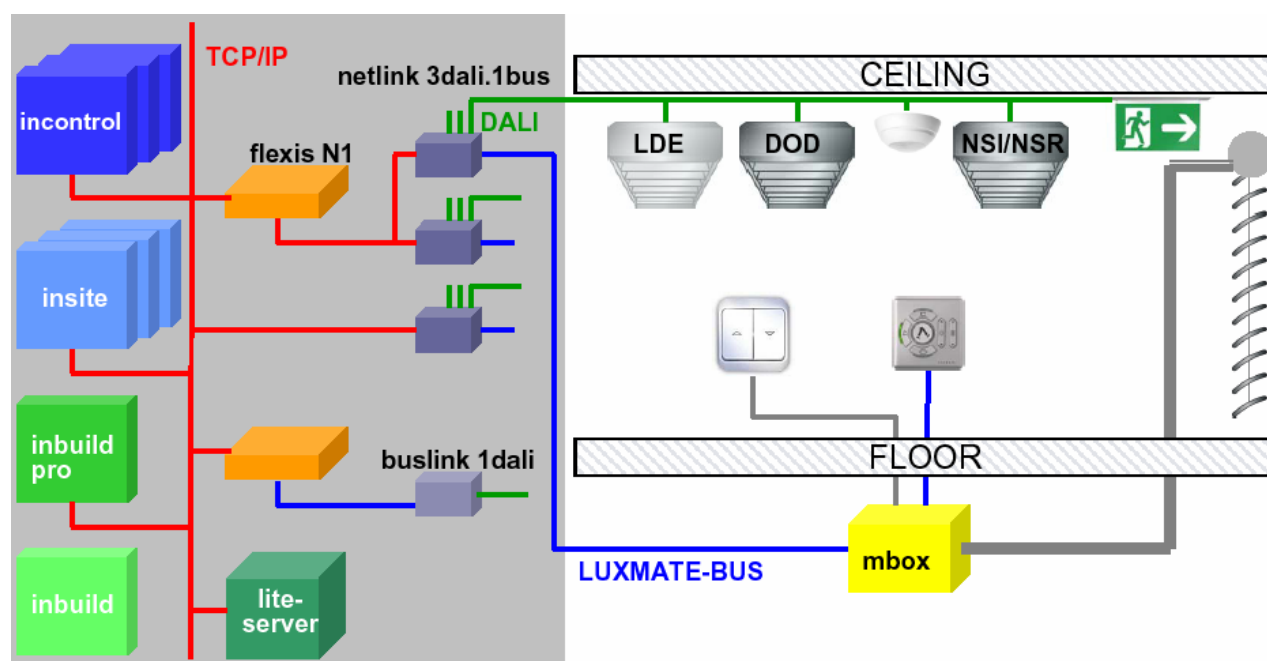 TCP/IP
netlink 3dali.1bus
CEILING
incontrol
DALI
LDE
DOD
NSI/NSR
flexis N1
insite
inbuild
pro
buslink 1dali
FLOOR
LUXMATE-BUS
mbox
inbuild
lite-
server